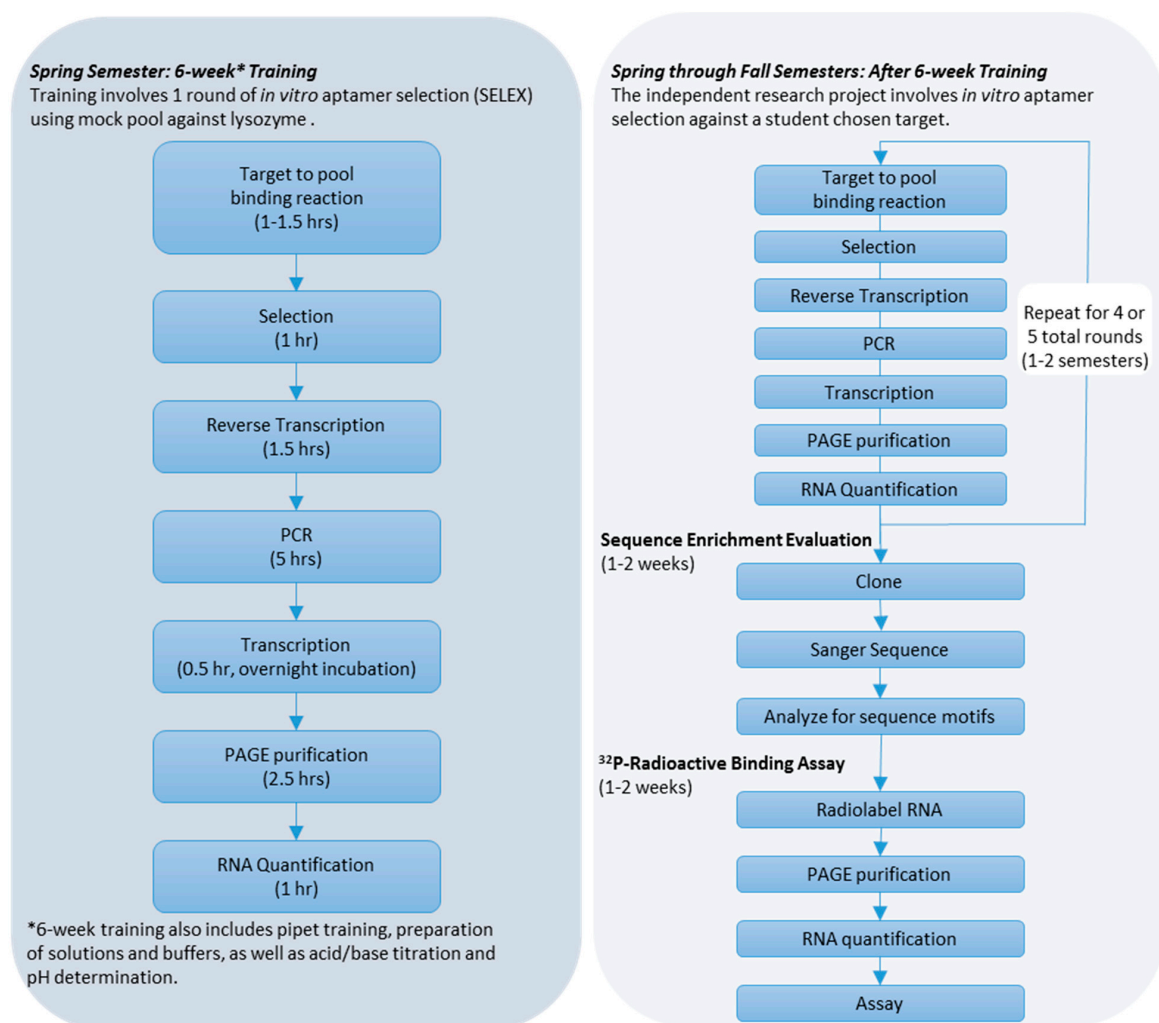 Spring Semester: 6-week* Training
Training involves 1 round of in vitro aptamer selection (SELEX)
using mock pool against lysozyme .
Target to pool
binding reaction
(1-1.5 hrs)
Selection
(1 hr)
Reverse Transcription
(1.5 hrs)
PCR
(5 hrs)
Transcription
(0.5 hr, overnight incubation)
PAGE purification
(2.5 hrs)
RNA Quantification
(1 hr)
*6-week training also includes pipet training, preparation
of solutions and buffers, as well as acid/base titration and
pH determination.
Spring through Fall Semesters: After 6-week Training
The independent research project involves in vitro aptamer
selection against a student chosen target.
Target to pool
binding reaction
Selection
Reverse Transcription
PCR
Transcription
PAGE purification
RNA Quantification
Repeat for 4 or
5 total rounds
(1-2 semesters)
Sequence Enrichment Evaluation
(1-2 weeks)
Clone
Sanger Sequence
Analyze for sequence motifs
³²P-Radioactive Binding Assay
(1-2 weeks)
Radiolabel RNA
PAGE purification
RNA quantification
Assay